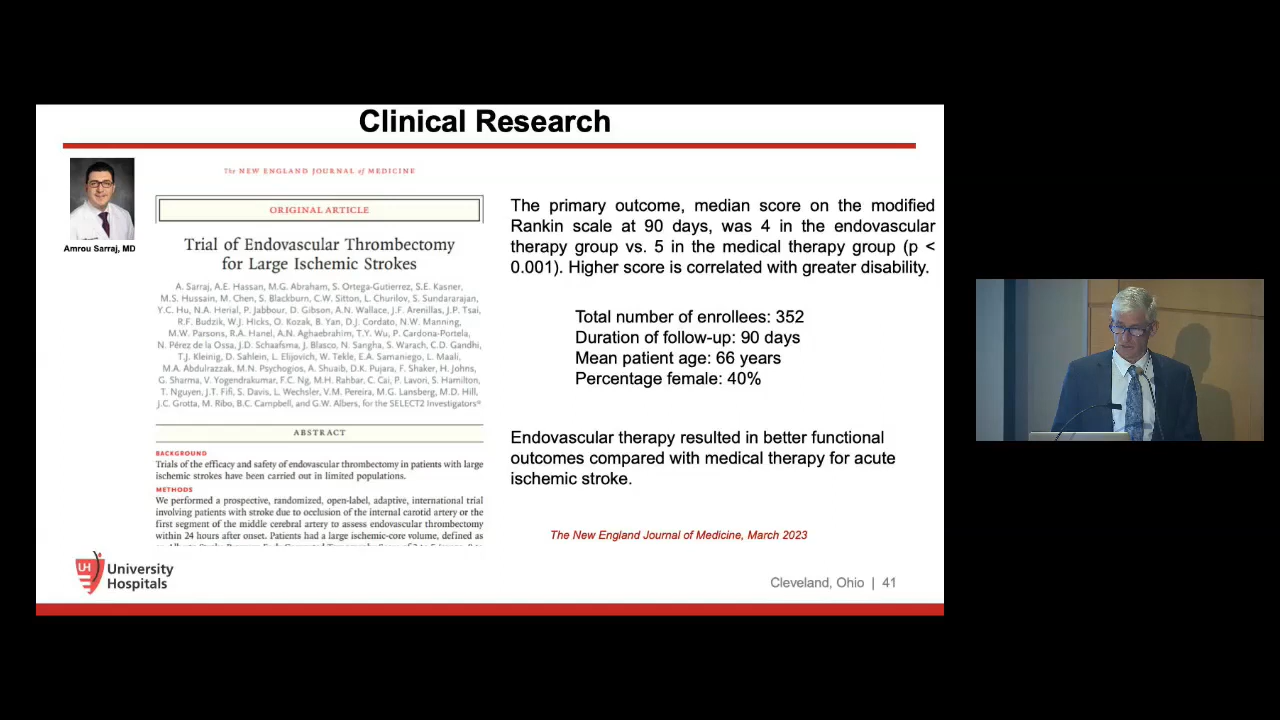 Clinical Research
Amrou Sarraj, MD
The NEW ENGLAND JOURNAL of MEDICINE
ORIGINAL ARTICLE
Trial of Endovascular Thrombectomy
for Large Ischemic Strokes
A. Sarraj, A.E. Hassan, M.G. Abraham, S. Ortega-Gutierrez, S.E. Kasner,
M.S. Hussain, M. Chen, S. Blackburn, C.W. Sitton, L. Churilov, S. Sundararajan,
Y.C. Hu, N.A. Herial, P. Jabbour, D. Gibson, A.N. Wallace, J.F. Arenillas, J.P. Tsai,
R.F. Budzik, W.J. Hicks, O. Kozak, B. Yan, D.J. Cordato, N.W. Manning,
M.W. Parsons, R.A. Hanel, A.N. Aghaebrahim, T.Y. Wu, P. Cardona-Portela,
N. Pérez de la Ossa, J.D. Schaafsma, J. Blasco, N. Sangha, S. Warach, C.D. Gandhi,
T.J. Kleinig, D. Sahlein, L. Elijovich, W. Tekle, E.A. Samaniego, L. Maali,
M.A. Abdulrazzak, M.N. Psychogios, A. Shuaib, D.K. Pujara, F. Shaker, H. Johns,
G. Sharma, V. Yogendrakumar, F.C. Ng, M.H. Rahbar, C. Cai, P. Lavori, S. Hamilton,
T. Nguyen, J.T. Fifi, S. Davis, L. Wechsler, V.M. Pereira, M.G. Lansberg, M.D. Hill,
J.C. Grotta, M. Ribo, B.C. Campbell, and G.W. Albers, for the SELECT2 Investigators*
ABSTRACT
BACKGROUND
Trials of the efficacy and safety of endovascular thrombectomy in patients with large
ischemic strokes have been carried out in limited populations.
METHODS
We performed a prospective, randomized, open-label, adaptive, international trial
involving patients with stroke due to occlusion of the internal carotid artery or the
first segment of the middle cerebral artery to assess endovascular thrombectomy
within 24 hours after onset. Patients had a large ischemic-core volume, defined as
The primary outcome, median score on the modified
Rankin scale at 90 days, was 4 in the endovascular
therapy group vs. 5 in the medical therapy group (p <
0.001). Higher score is correlated with greater disability.
Total number of enrollees: 352
Duration of follow-up: 90 days
Mean patient age: 66 years
Percentage female: 40%
Endovascular therapy resulted in better functional
outcomes compared with medical therapy for acute
ischemic stroke.
The New England Journal of Medicine, March 2023
UH
University
Hospitals
Cleveland, Ohio | 41